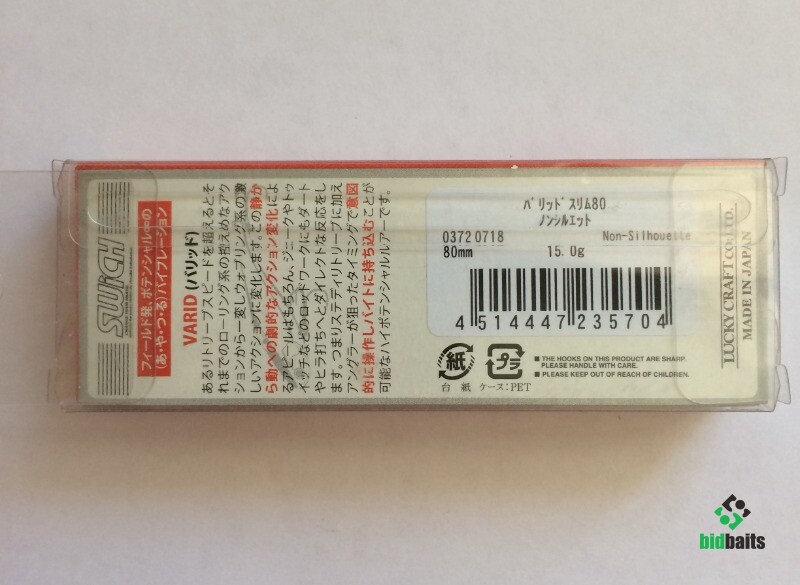 SWiCH
フィールド発、ポテンシャル∞の
(あ・や・つ・る)バイブレーション
VARID (バリッド)
あるリトリーブスピードを超えるとそ
れまでのローリング系の控えめなアク
ションから一変しウォブリング系の激
しいアクションに変化します。この静か
ら動への劇的なアクション変化によ
るアピールはもちろん、ジャークやトゥ
イッチなどのロッドワークにもダート
やヒラ打ちへとダイレクトな反応をし
ます。つまりステディリトリーブに加え
アングラーが狙ったタイミングで意図
的に操作しバイトに持ち込むことが
可能なハイポテンシャルルアーです。
バリッドスリム80
ノンシルエット
0372 0718 Non-Silhouette
80mm 15.0g
4 514447 235704
紙 プラ
台 紙 ケース:PET
■ THE HOOKS ON THIS PRODUCT ARE SHARP.
PLEASE HANDLE WITH CARE.
■ PLEASE KEEP OUT OF REACH OF CHILDREN.
LUCKY CRAFT CO.LTD.
MADE IN JAPAN
bidbaits